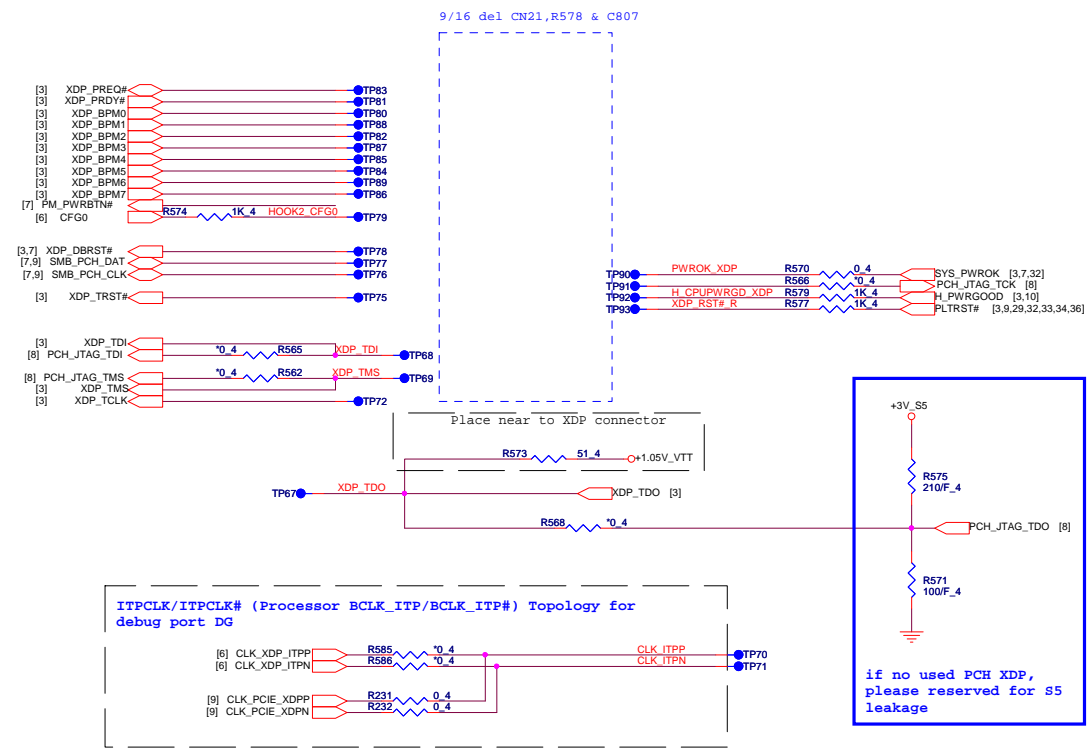 9/16 del CN21,R578 & C807
[3] XDP_PREQ# TP83
[3] XDP_PRDY# TP81
[3] XDP_BPM0 TP80
[3] XDP_BPM1 TP88
[3] XDP_BPM2 TP82
[3] XDP_BPM3 TP87
[3] XDP_BPM4 TP85
[3] XDP_BPM5 TP84
[3] XDP_BPM6 TP89
[3] XDP_BPM7 TP86
[7] PM_PWRBTN#
[6] CFG0 R574 1K_4 HOOK2_CFG0 TP79
[3,7] XDP_DBRST# TP78
[7,9] SMB_PCH_DAT TP77
[7,9] SMB_PCH_CLK TP76
[3] XDP_TRST# TP75
TP90 PWROK_XDP R570 0_4 SYS_PWROK [3,7,32]
TP91 R566 *0_4 PCH_JTAG_TCK [8]
TP92 H_CPUPWRGD_XDP R579 1K_4 H_PWRGOOD [3,10]
TP93 XDP_RST#_R R577 1K_4 PLTRST# [3,9,29,32,33,34,36]
[3] XDP_TDI
[8] PCH_JTAG_TDI *0_4 R565 XDP_TDI TP68
[8] PCH_JTAG_TMS *0_4 R562 XDP_TMS TP69
[3] XDP_TMS
[3] XDP_TCLK TP72
Place near to XDP connector
R573 51_4 +1.05V_VTT
TP67 XDP_TDO XDP_TDO [3]
R568 *0_4
+3V_S5
R575
210/F_4
PCH_JTAG_TDO [8]
R571
100/F_4
if no used PCH XDP,
please reserved for S5
leakage
ITPCLK/ITPCLK# (Processor BCLK_ITP/BCLK_ITP#) Topology for
debug port DG
[6] CLK_XDP_ITPP R585 *0_4 CLK_ITPP TP70
[6] CLK_XDP_ITPN R586 *0_4 CLK_ITPN TP71
[9] CLK_PCIE_XDPP R231 0_4
[9] CLK_PCIE_XDPN R232 0_4